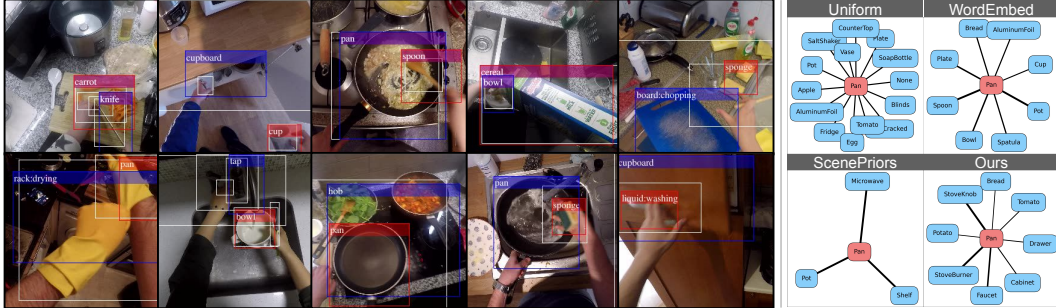 carrot
knife
cupboard
cup
pan
spoon
cereal
bowl
sponge
board:chopping
rack:drying
pan
tap
bowl
hob
pan
pan
sponge
cupboard
liquid:washing
Uniform
CounterTop
SaltShaker
Plate
Vase
SoapBottle
Pot
None
Pan
Apple
Blinds
AluminumFoil
Tomato
Cracked
Fridge
Egg
WordEmbed
Bread
AluminumFoil
Plate
Cup
Pan
Spoon
Pot
Bowl
Spatula
ScenePriors
Microwave
Pan
Pot
Shelf
Ours
Bread
StoveKnob
Tomato
Potato
Pan
Drawer
StoveBurner
Cabinet
Faucet